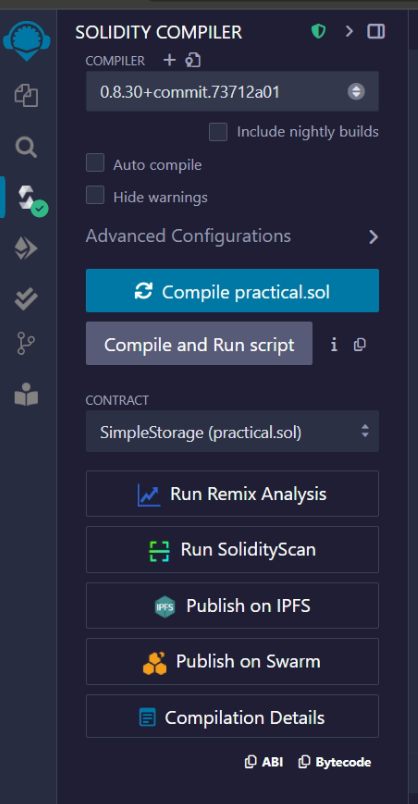 SOLIDITY COMPILER
COMPILER
0.8.30+commit.73712a01
Include nightly builds
Auto compile
Hide warnings
Advanced Configurations
Compile practical.sol
Compile and Run script
CONTRACT
SimpleStorage (practical.sol)
Run Remix Analysis
Run SolidityScan
IPFS Publish on IPFS
Publish on Swarm
Compilation Details
ABI Bytecode